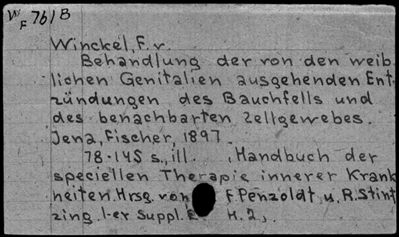 W/F 761B
Winckel, F. v.
Behandlung der von den weib-
lichen Genitalien ausgehenden Ent-
zündungen des Bauchfells und
des benachbarten Zellgewebes.
Jena, Fischer, 1897.
78-145 s., ill. (Handbuch der
speciellen Therapie innerer Krank
heiten. Hrsg. von F. Penzoldt u. R. Stint
zing. 1-er Suppl. B. H. 2).